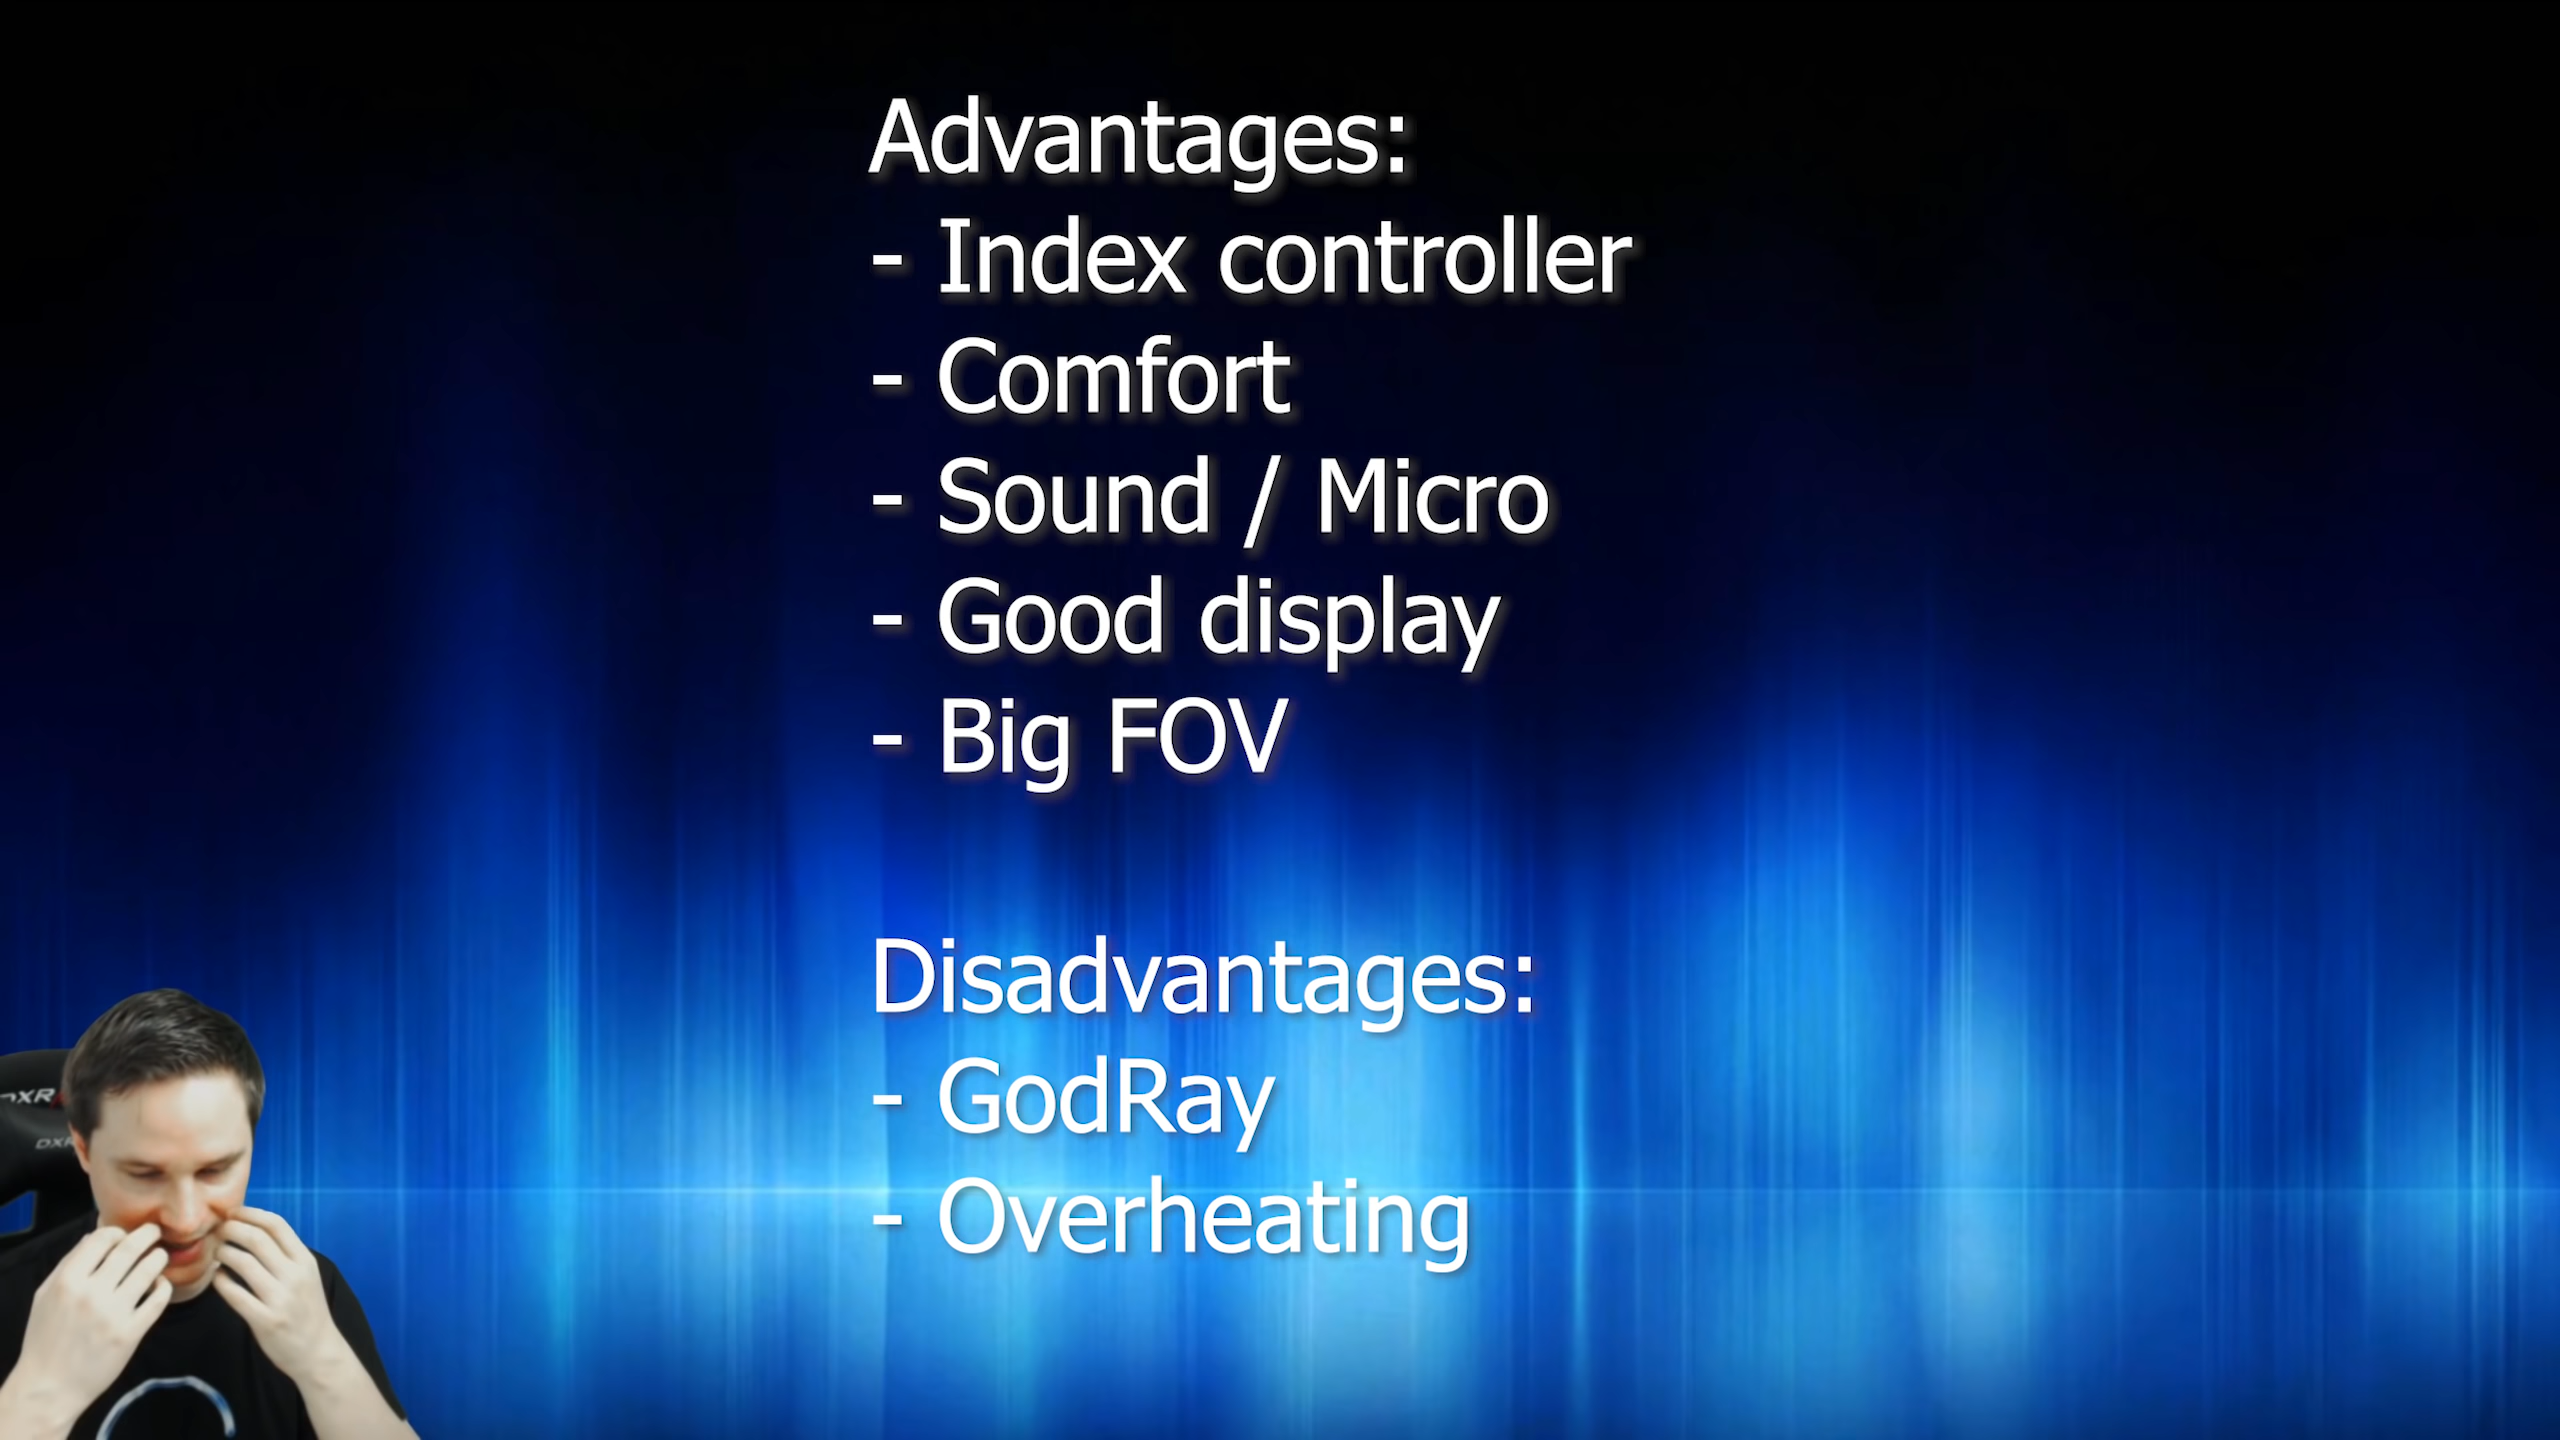 Advantages:
- Index controller
- Comfort
- Sound / Micro
- Good display
- Big FOV
Disadvantages:
- GodRay
- Overheating